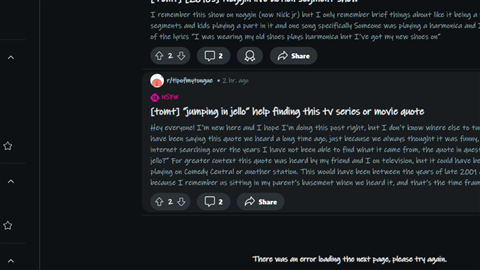 I remember this show on noggin (now Nick jr) but I only remember brief things about like it being a
segments and kids playing a part in it and one song specifically Someone was playing a harmonica and I
of the lyrics "I was wearing my old shoes plays harmonica but I've got my new shoes on"
2 2 Share
r/tipofmytongue • 2 hr. ago
NSFW
[tomt] "jumping in jello" help finding this tv series or movie quote
Hey everyone! I'm new here and I hope I'm doing this post right, but I don't know where else to tu
have been saying this quote we heard a long time ago, just because we always thought it was funny.
internet searching over the years I have not been able to find what it came from, the quote in quest
jello?" For greater context this quote was heard by my friend and I on television, but it could have be
playing on Comedy Central or another station. This would have been between the years of late 2001
because I remember us sitting in my parent's basement when we heard it, and that's the time fram
2 2 Share
There was an error loading the next page, please try again.